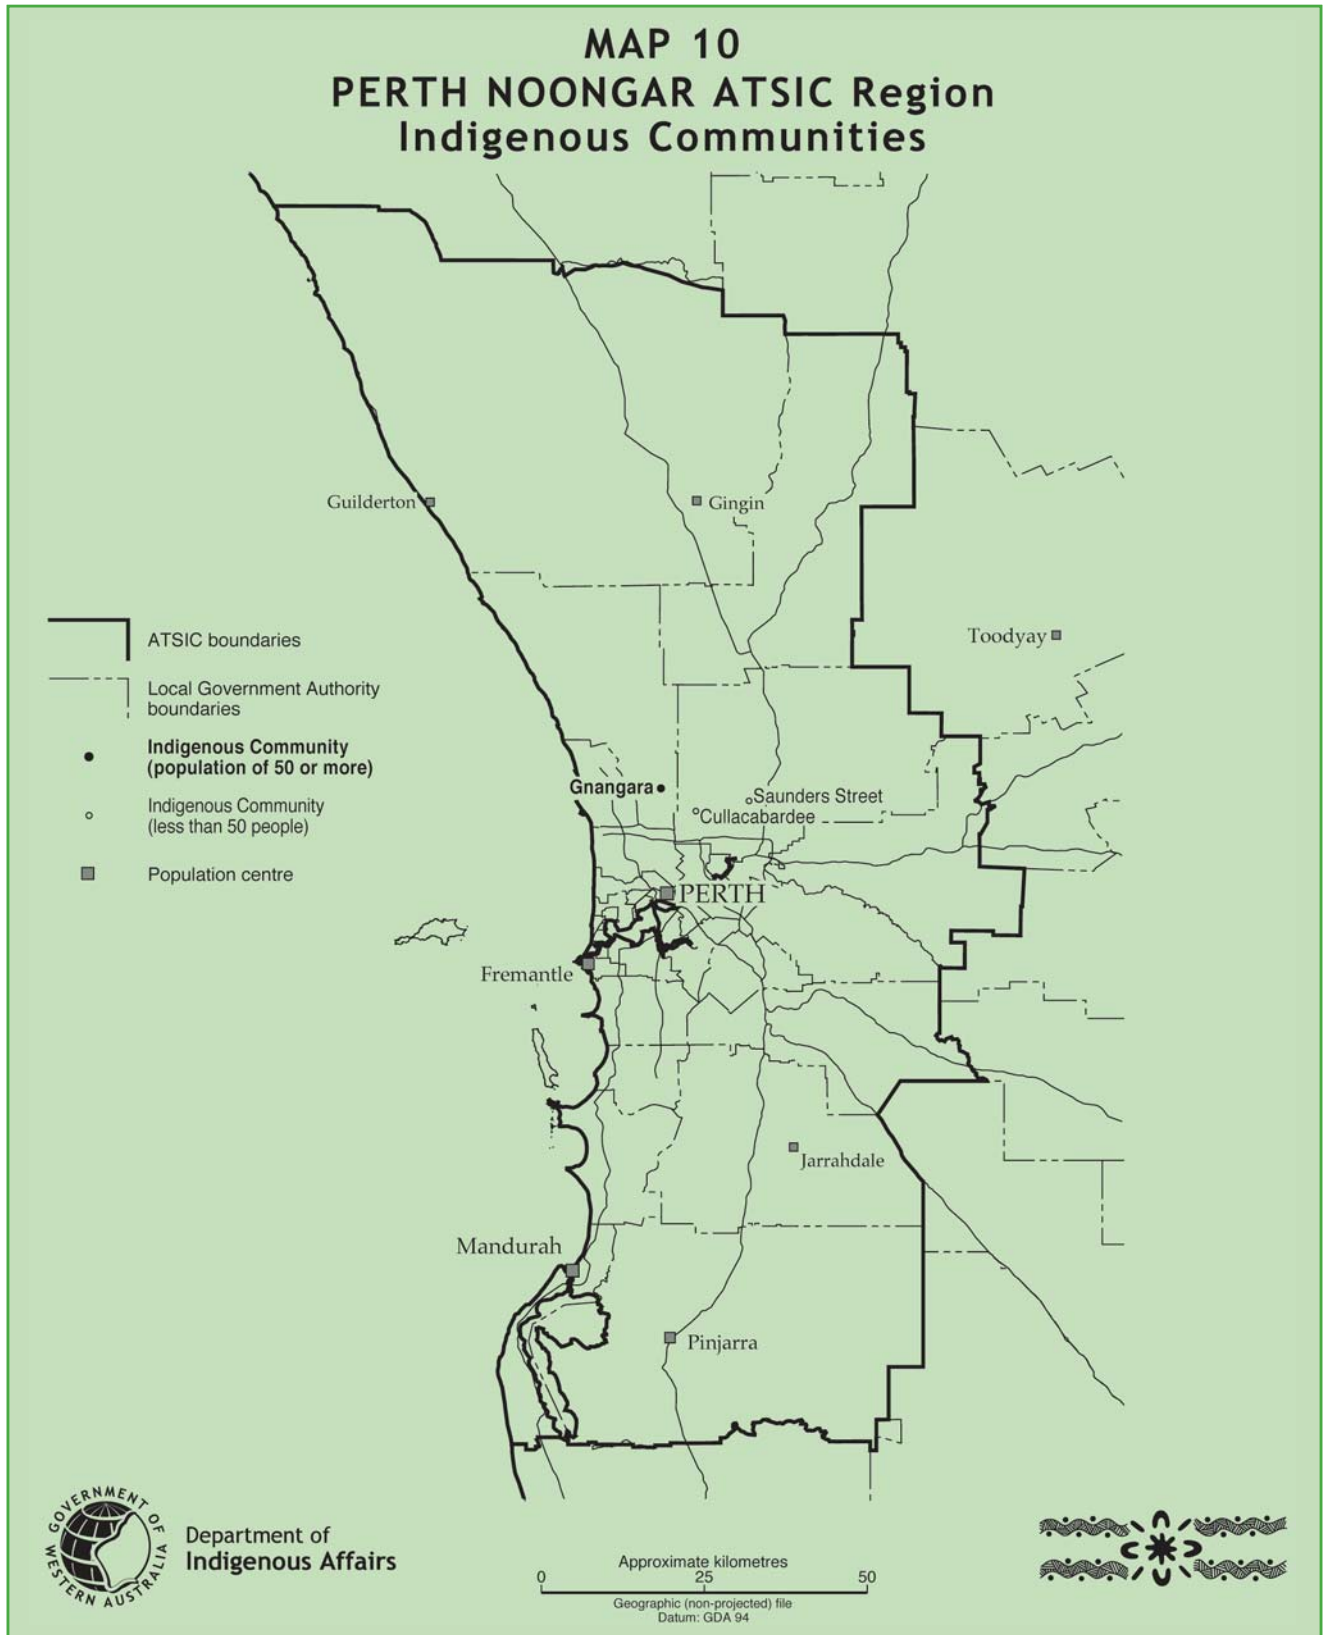 MAP 10
PERTH NOONGAR ATSIC Region
Indigenous Communities
Guilderton
Gingin
ATSIC boundaries
Toodyay
Local Government Authority
boundaries
Indigenous Community
(population of 50 or more)
Gnangara
Saunders Street
Indigenous Community
(less than 50 people)
Cullacabardee
Population centre
PERTH
Fremantle
Jarrahdale
Mandurah
Pinjarra
GOVERNMENT OF
WESTERN AUSTRALIA
Department of
Indigenous Affairs
Approximate kilometres
0 25 50
Geographic (non-projected) file
Datum: GDA 94